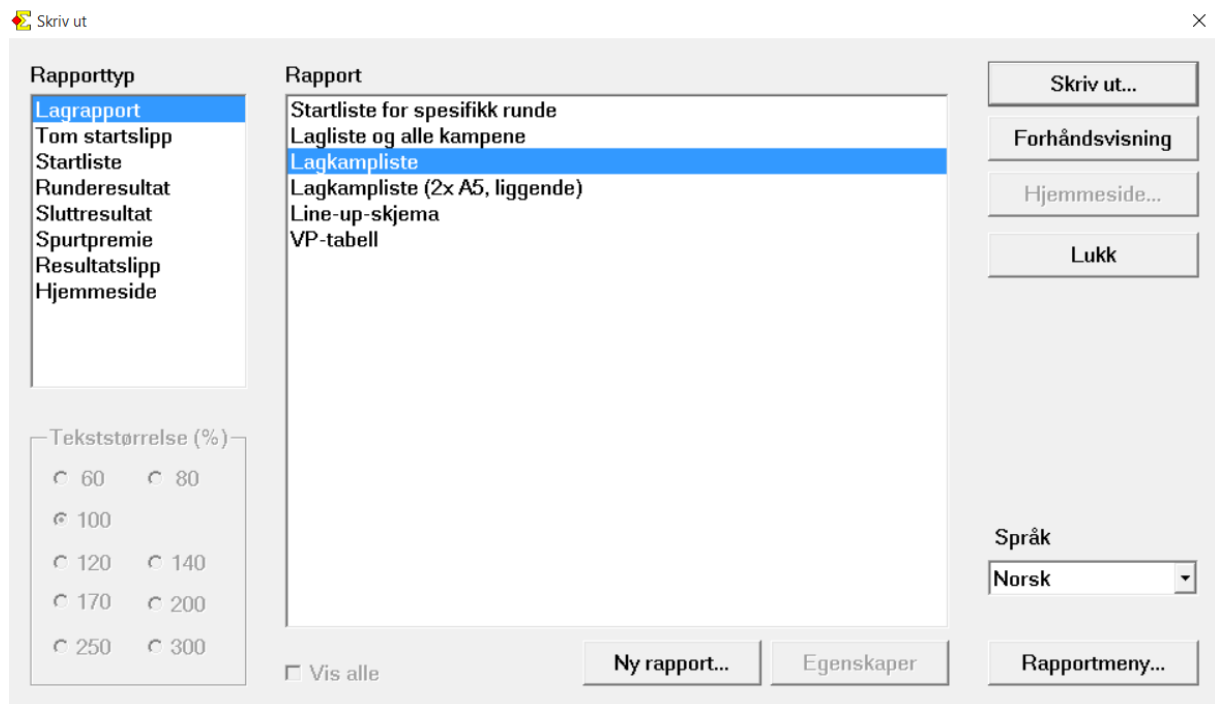 Skriv ut
Rapporttyp
Lagrapport
Tom startslipp
Startliste
Runderesultat
Sluttresultat
Spurtpremie
Resultatslipp
Hjemmeside
Tekststørrelse (%)
60 80
100
120 140
170 200
250 300
Rapport
Startliste for spesifikk runde
Lagliste og alle kampene
Lagkampliste
Lagkampliste (2x A5, liggende)
Line-up-skjema
VP-tabell
Vis alle
Ny rapport...
Egenskaper
Skriv ut...
Forhåndsvisning
Hjemmeside...
Lukk
Språk
Norsk
Rapportmeny...